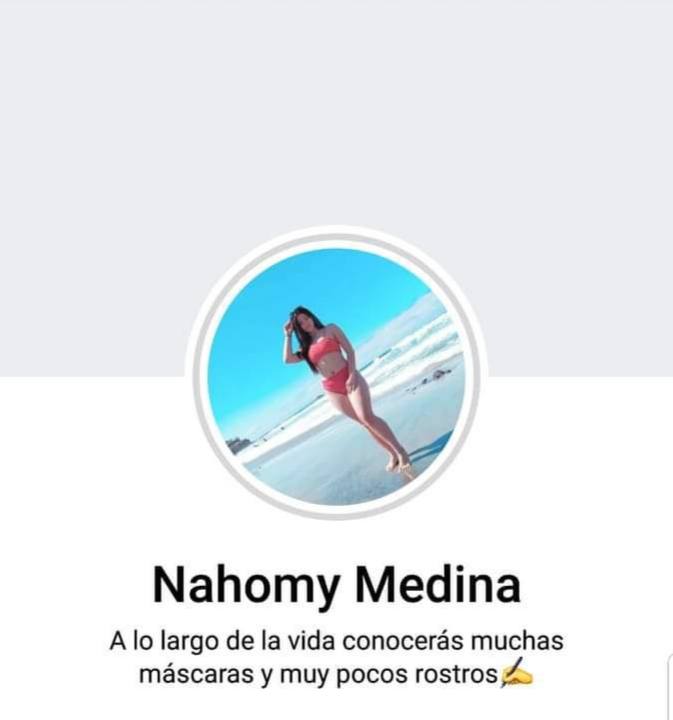 Nahomy Medina
A lo largo de la vida conocerás muchas
máscaras y muy pocos rostros✍